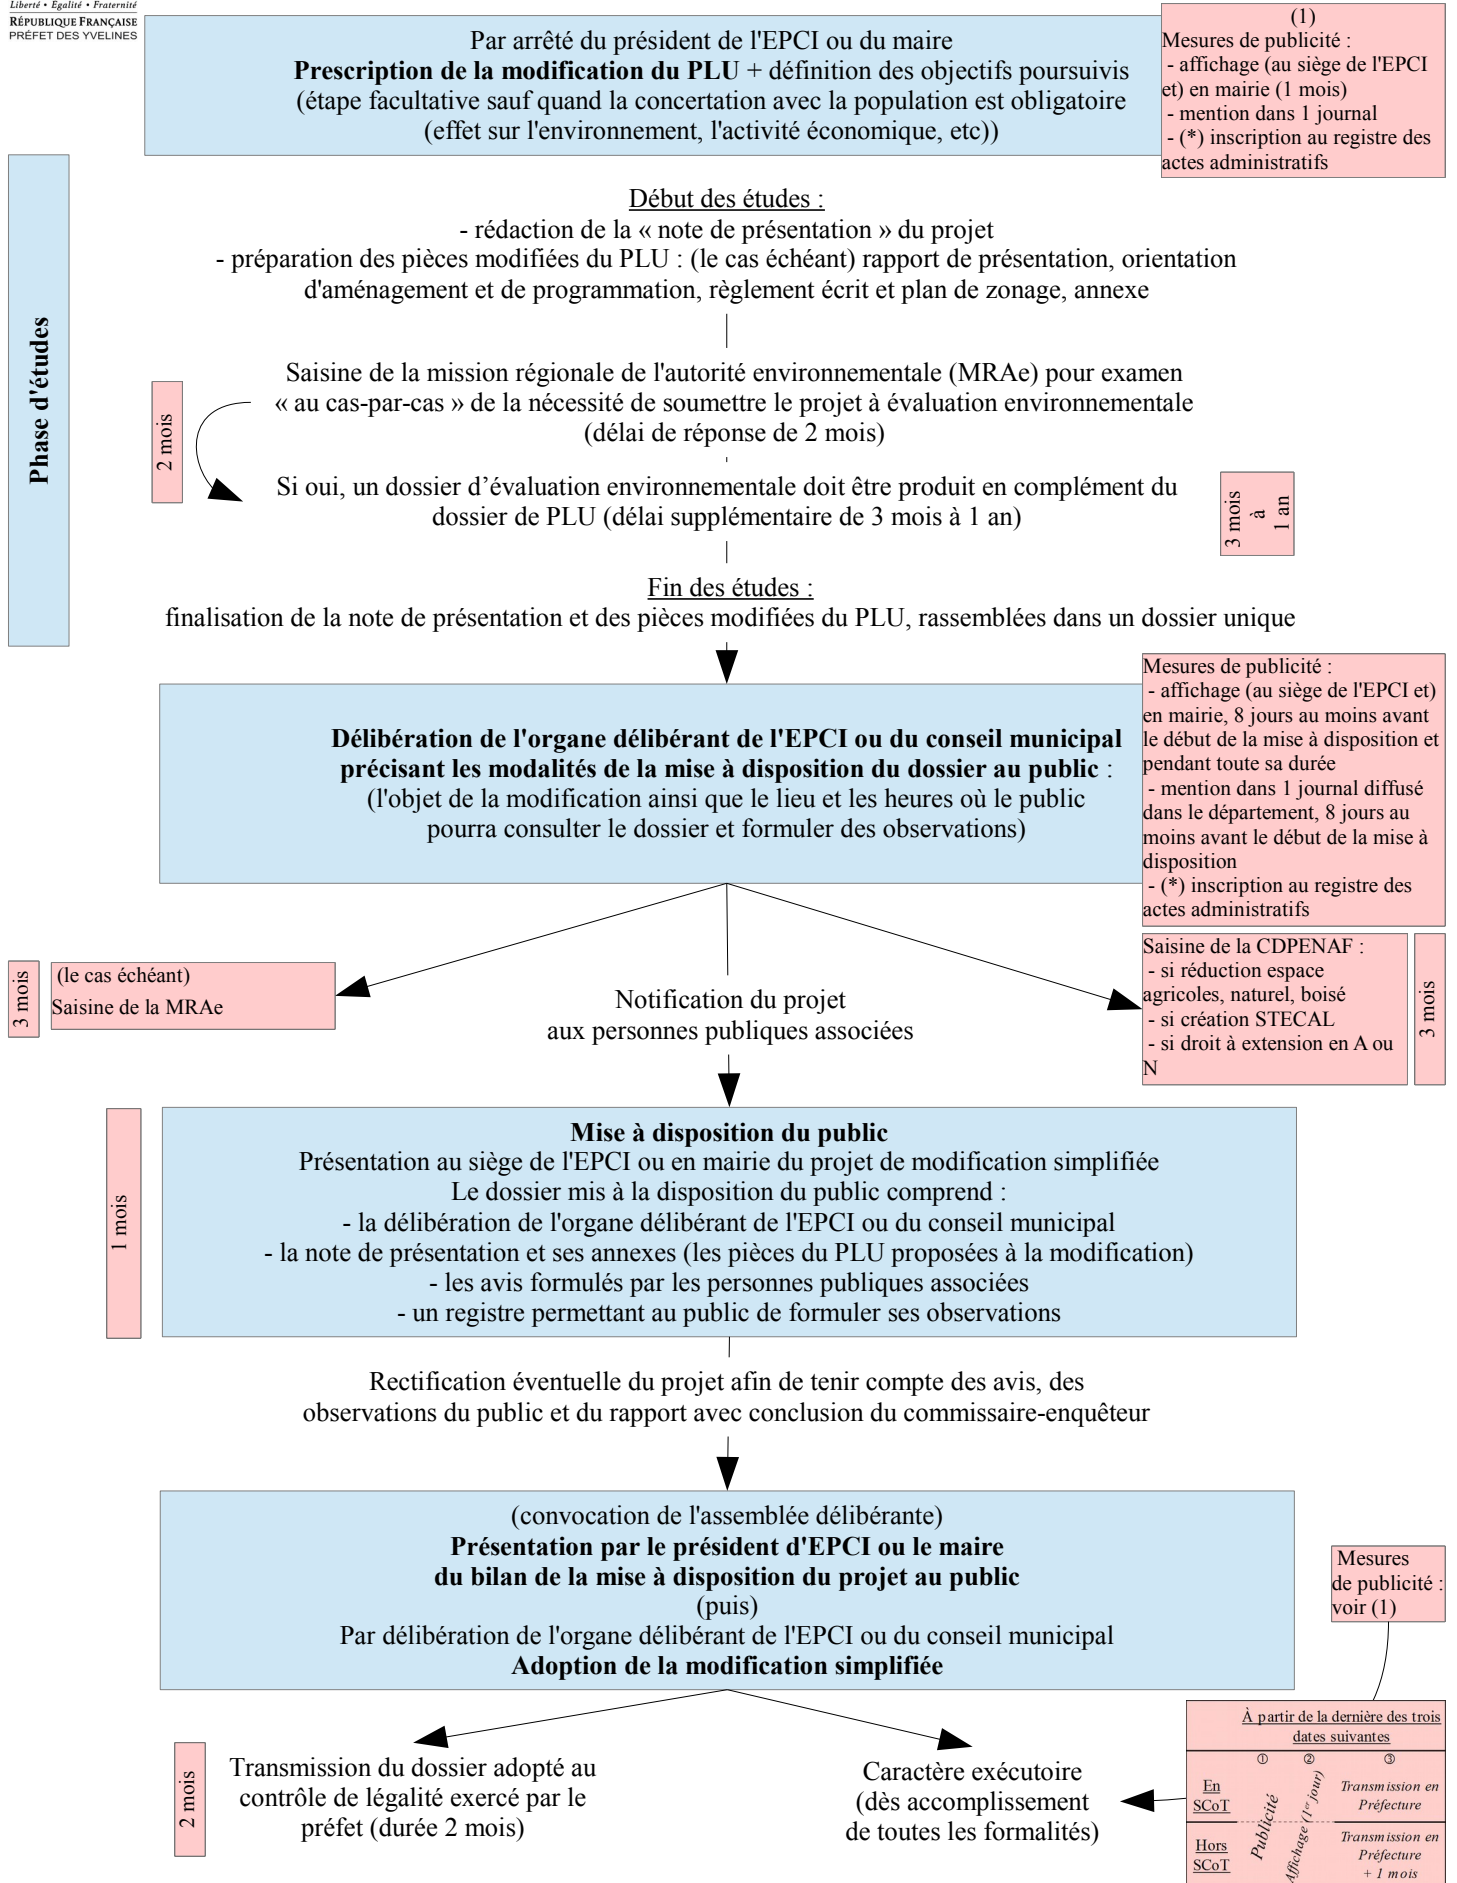 Liberté • Égalité • Fraternité
RÉPUBLIQUE FRANÇAISE
PRÉFET DES YVELINES
Par arrêté du président de l'EPCI ou du maire
Prescription de la modification du PLU + définition des objectifs poursuivis
(étape facultative sauf quand la concertation avec la population est obligatoire
(effet sur l'environnement, l'activité économique, etc))
(1)
Mesures de publicité :
- affichage (au siège de l'EPCI
et) en mairie (1 mois)
- mention dans 1 journal
- (*) inscription au registre des
actes administratifs
Phase d'études
Début des études :
- rédaction de la « note de présentation » du projet
- préparation des pièces modifiées du PLU : (le cas échéant) rapport de présentation, orientation
d'aménagement et de programmation, règlement écrit et plan de zonage, annexe
2 mois
Saisine de la mission régionale de l'autorité environnementale (MRAe) pour examen
« au cas-par-cas » de la nécessité de soumettre le projet à évaluation environnementale
(délai de réponse de 2 mois)
Si oui, un dossier d’évaluation environnementale doit être produit en complément du
dossier de PLU (délai supplémentaire de 3 mois à 1 an)
3 mois
à
1 an
Fin des études :
finalisation de la note de présentation et des pièces modifiées du PLU, rassemblées dans un dossier unique
Délibération de l'organe délibérant de l'EPCI ou du conseil municipal
précisant les modalités de la mise à disposition du dossier au public :
(l'objet de la modification ainsi que le lieu et les heures où le public
pourra consulter le dossier et formuler des observations)
Mesures de publicité :
- affichage (au siège de l'EPCI et)
en mairie, 8 jours au moins avant
le début de la mise à disposition et
pendant toute sa durée
- mention dans 1 journal diffusé
dans le département, 8 jours au
moins avant le début de la mise à
disposition
- (*) inscription au registre des
actes administratifs
3 mois
(le cas échéant)
Saisine de la MRAe
Notification du projet
aux personnes publiques associées
Saisine de la CDPENAF :
- si réduction espace
agricoles, naturel, boisé
- si création STECAL
- si droit à extension en A ou
N
3 mois
1 mois
Mise à disposition du public
Présentation au siège de l'EPCI ou en mairie du projet de modification simplifiée
Le dossier mis à la disposition du public comprend :
- la délibération de l'organe délibérant de l'EPCI ou du conseil municipal
- la note de présentation et ses annexes (les pièces du PLU proposées à la modification)
- les avis formulés par les personnes publiques associées
- un registre permettant au public de formuler ses observations
Rectification éventuelle du projet afin de tenir compte des avis, des
observations du public et du rapport avec conclusion du commissaire-enquêteur
(convocation de l'assemblée délibérante)
Présentation par le président d'EPCI ou le maire
du bilan de la mise à disposition du projet au public
(puis)
Par délibération de l'organe délibérant de l'EPCI ou du conseil municipal
Adoption de la modification simplifiée
Mesures
de publicité :
voir (1)
2 mois
Transmission du dossier adopté au
contrôle de légalité exercé par le
préfet (durée 2 mois)
Caractère exécutoire
(dès accomplissement
de toutes les formalités)
À partir de la dernière des trois
dates suivantes
① ② ③
En
SCoT
Publicité
Affichage (1er jour)
Transmission en
Préfecture
Hors
SCoT
Transmission en
Préfecture
+ 1 mois